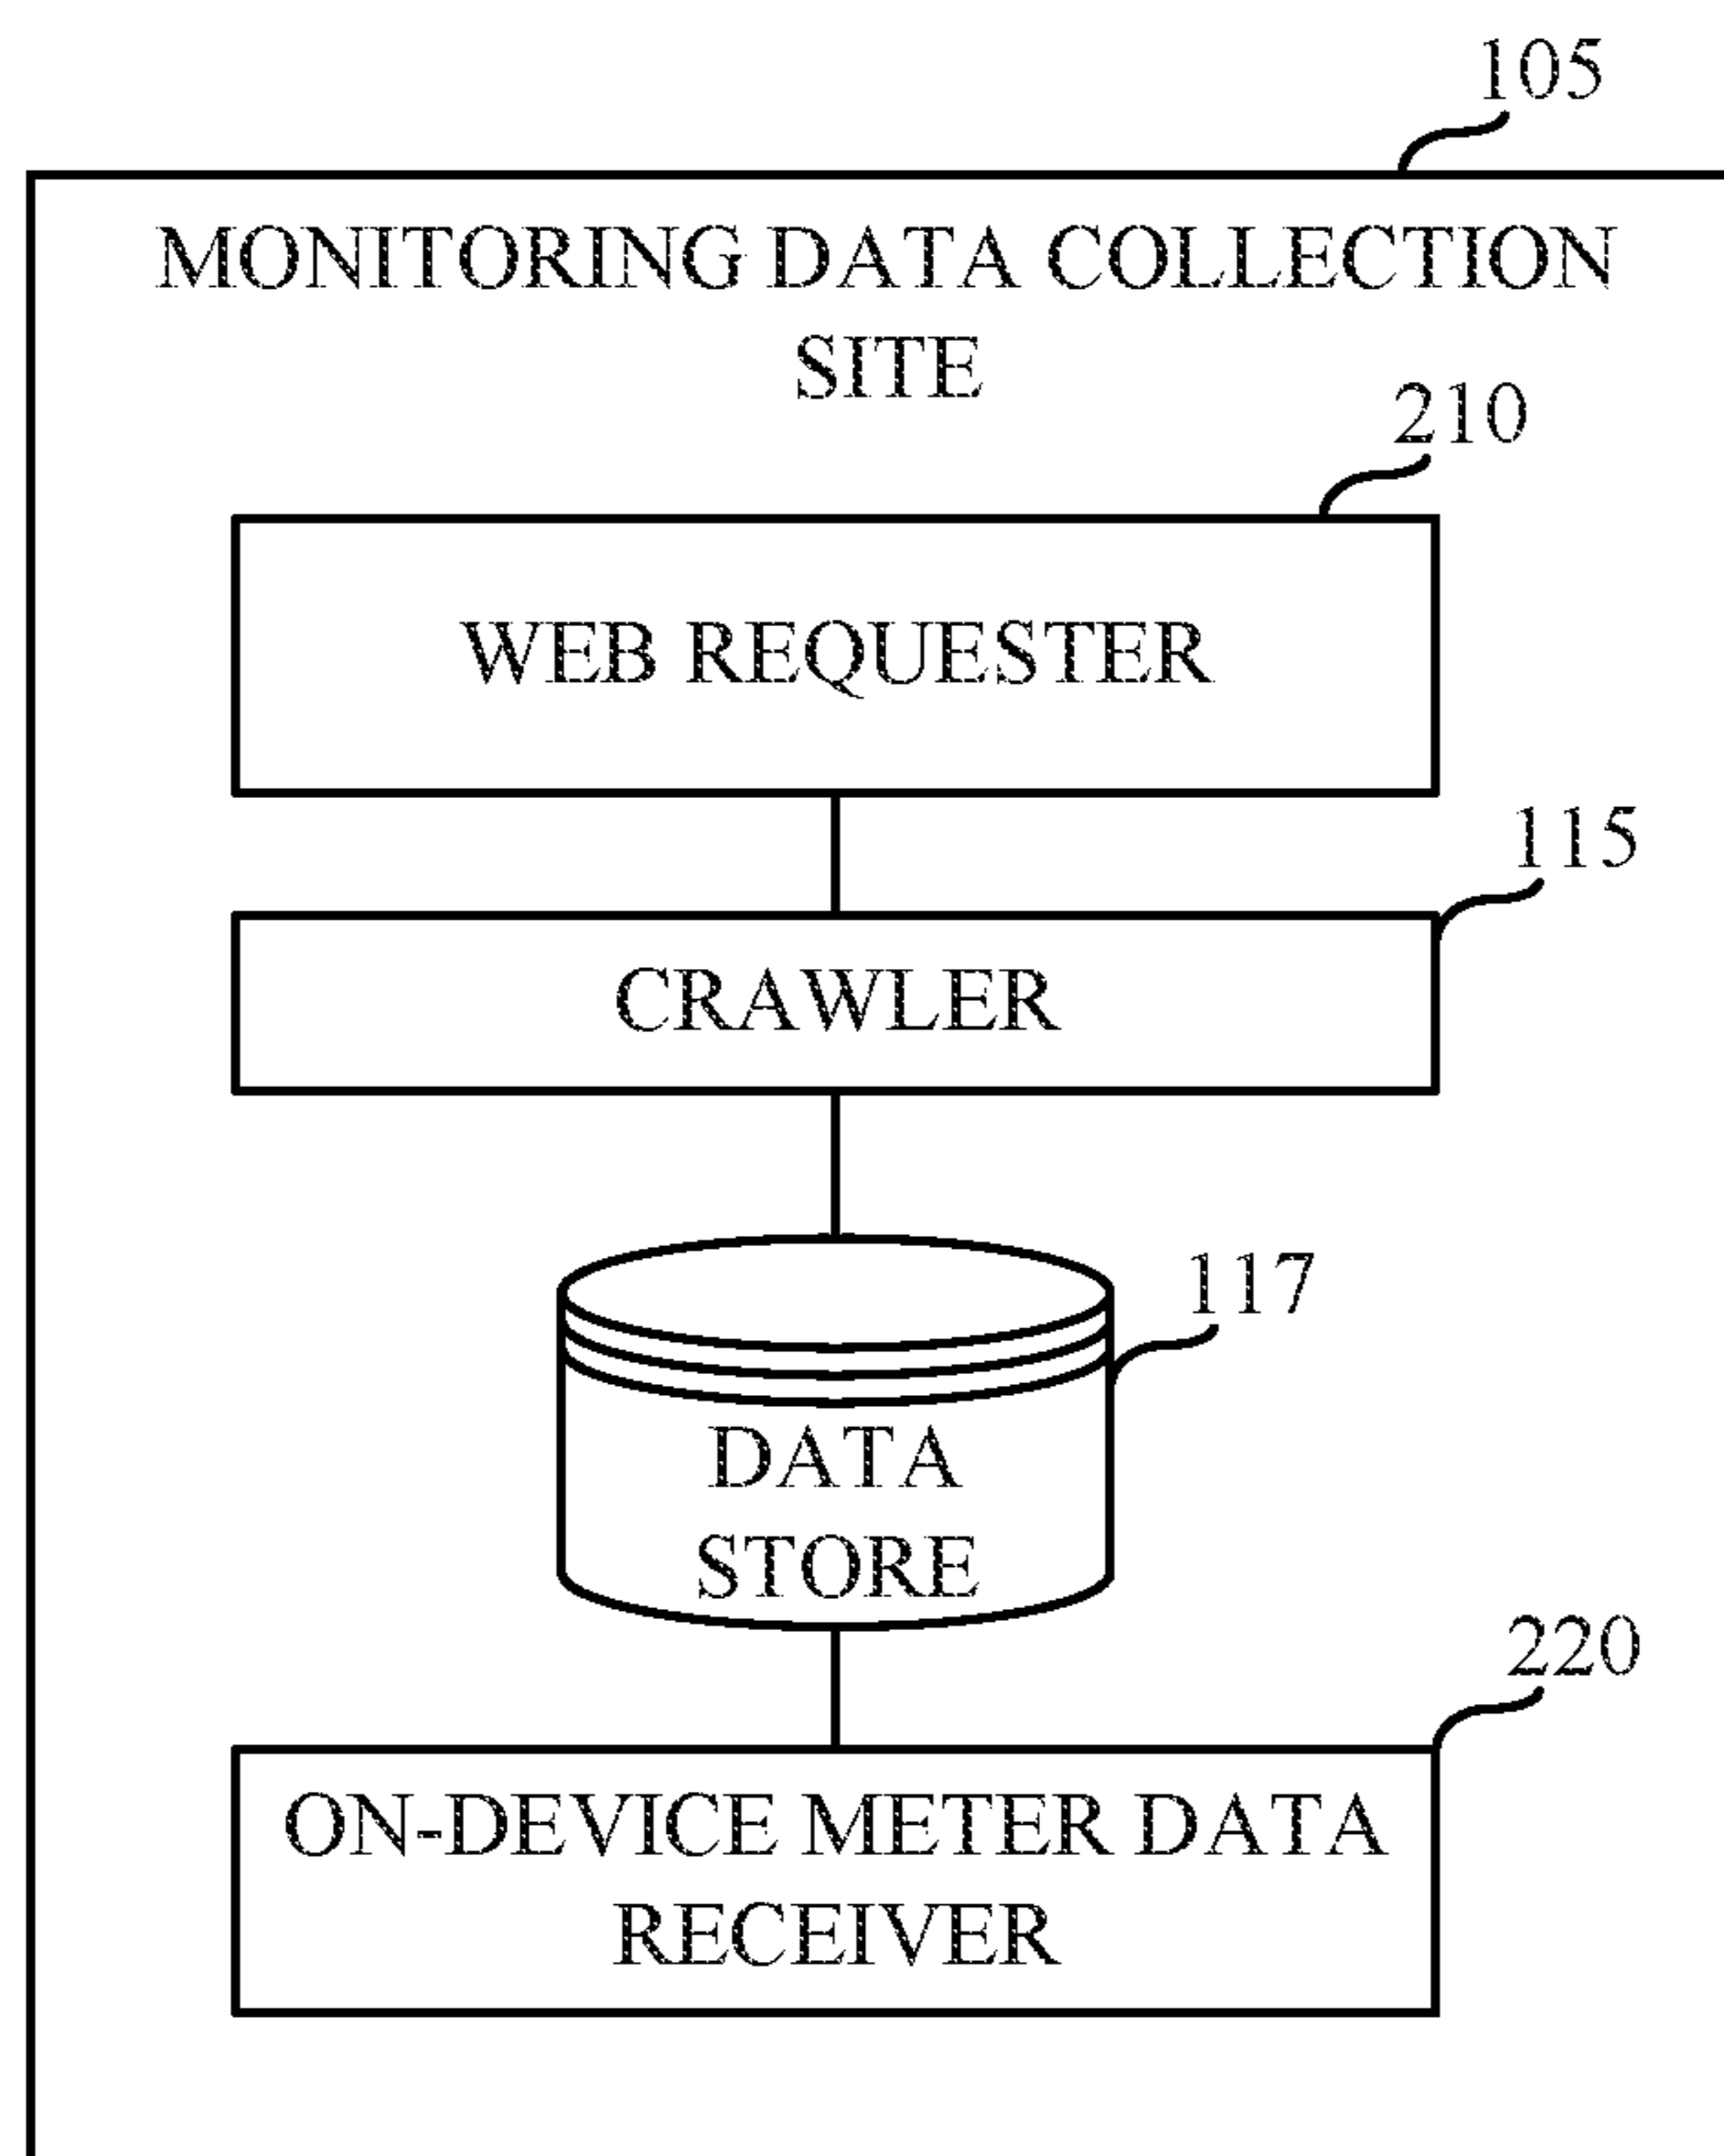 105
MONITORING DATA COLLECTION
SITE
210
WEB REQUESTER
115
CRAWLER
117
DATA
STORE
220
ON-DEVICE METER DATA
RECEIVER